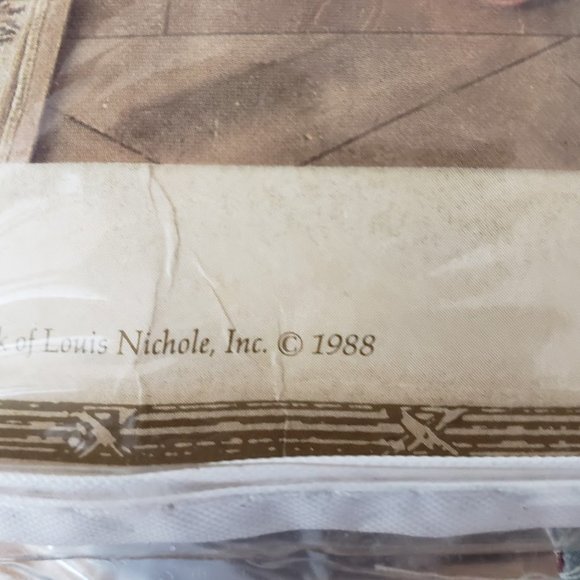 of Louis Nichole, Inc. © 1988